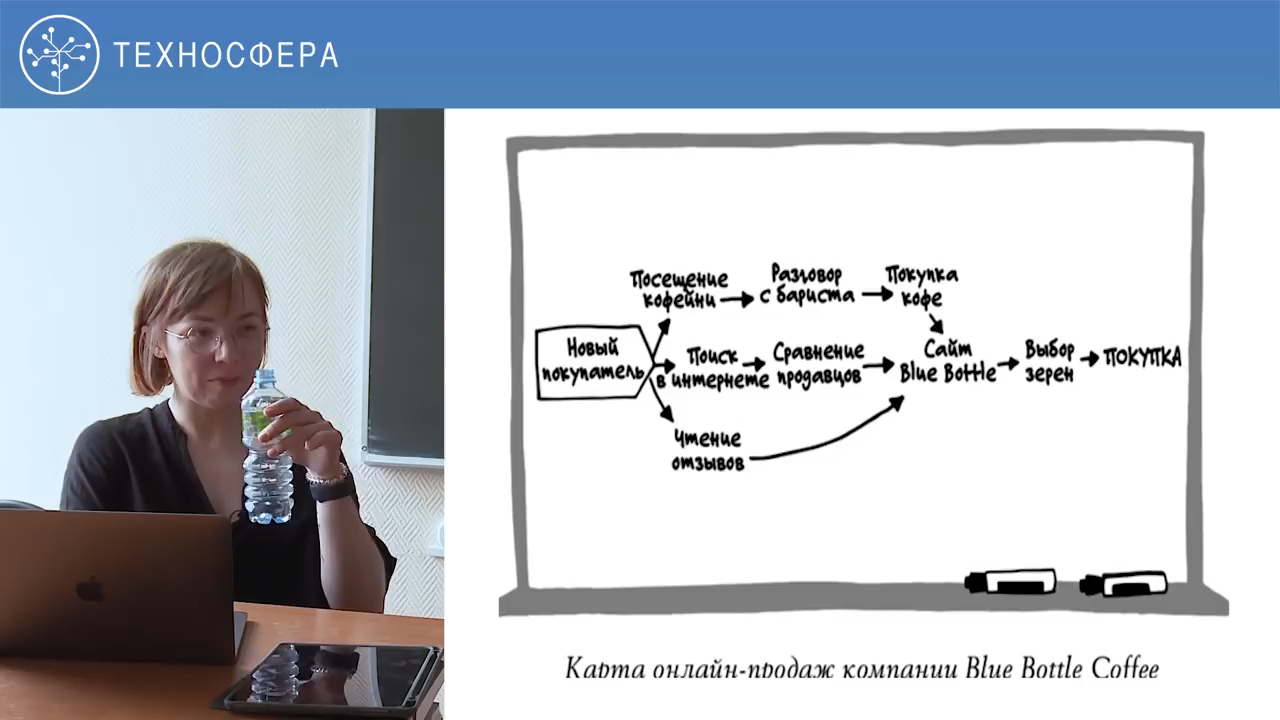 ТЕХНОСФЕРА
Посещение
кофейни
Разговор
с бариста
Покупка
кофе
Новый
покупатель
Поиск
в интернете
Сравнение
продавцов
Сайт
Blue Bottle
Выбор
зерен
ПОКУПКА
Чтение
отзывов
Карта онлайн-продаж компании Blue Bottle Coffee